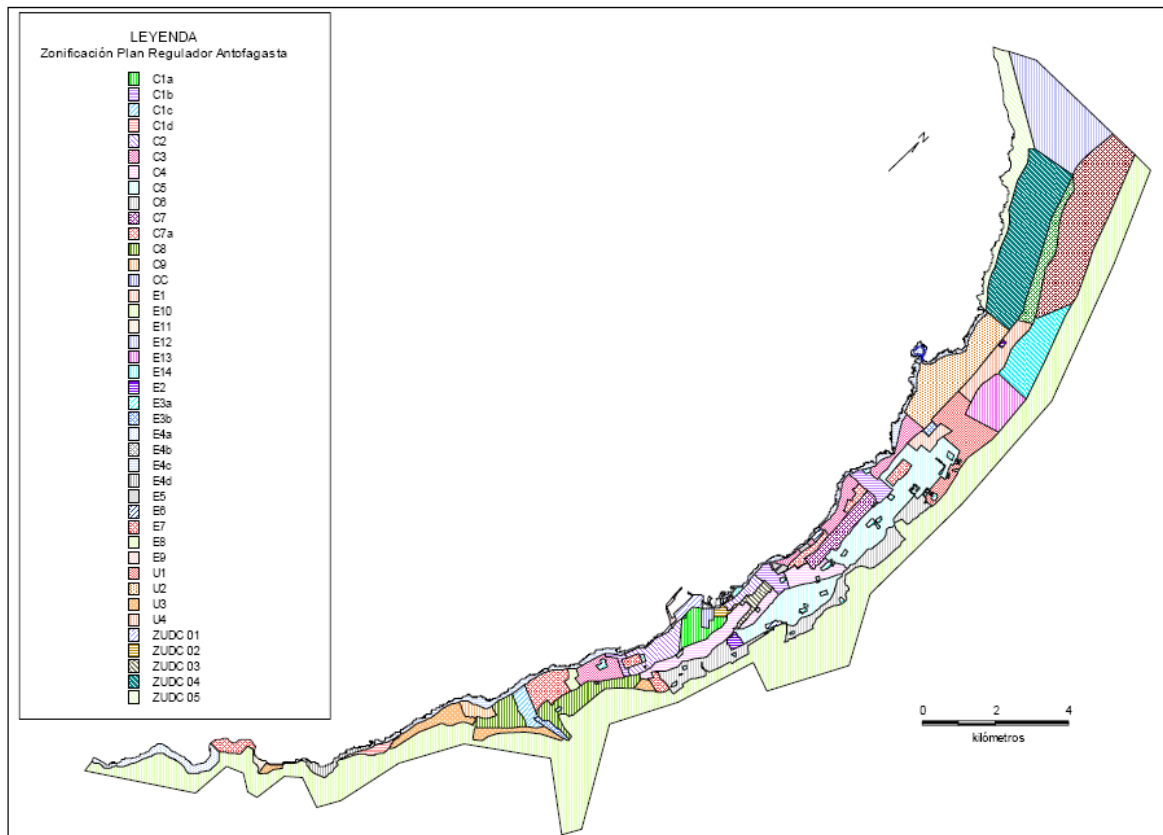 LEYENDA
Zonificación Plan Regulador Antofagasta
C1a
C1b
C1c
C1d
C2
C3
C4
C5
C6
C7
C7a
C8
C9
CC
E1
E10
E11
E12
E13
E14
E2
E3a
E3b
E4a
E4b
E4c
E4d
E5
E6
E7
E8
E9
U1
U2
U3
U4
ZUDC 01
ZUDC 02
ZUDC 03
ZUDC 04
ZUDC 05
N
0 2 4
kilómetros